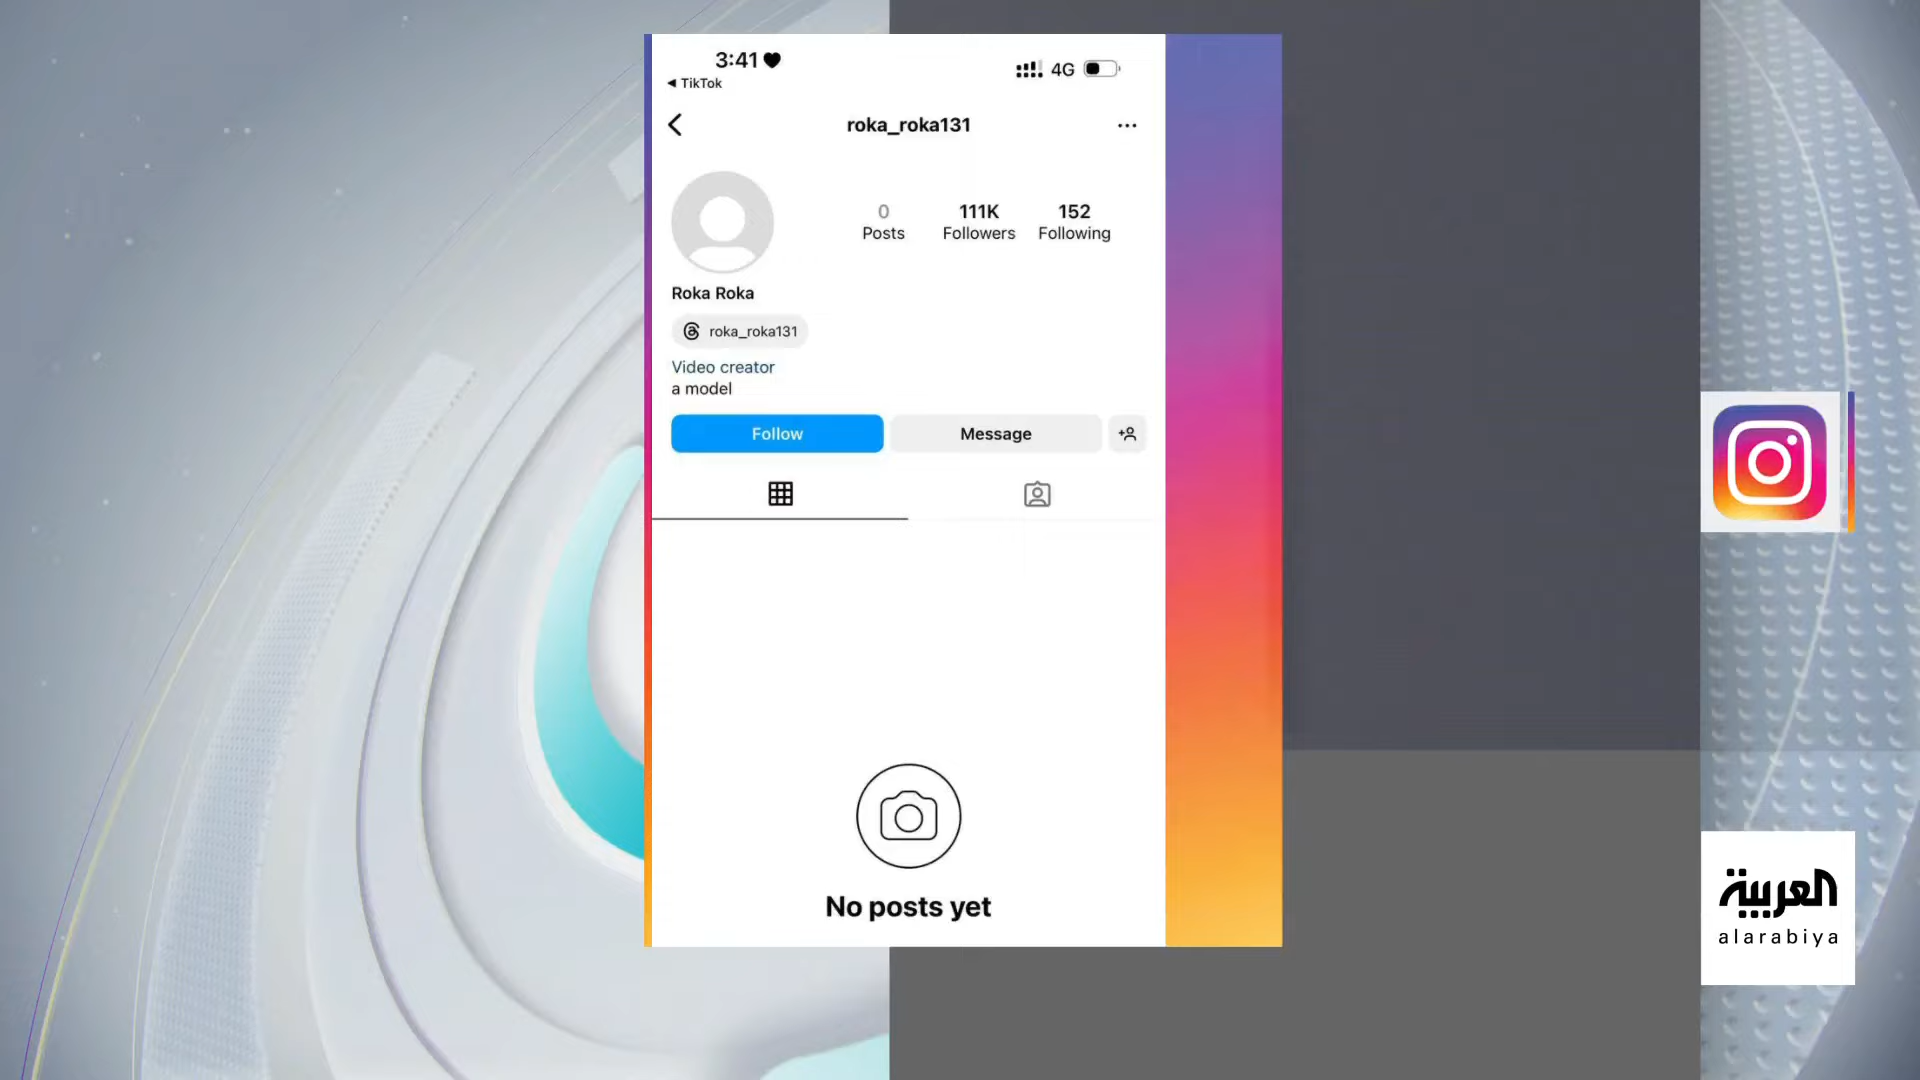 3:41
4G
TikTok
roka_roka131
0
Posts
111K
Followers
152
Following
Roka Roka
roka_roka131
Video creator
a model
Follow
Message
No posts yet
العربية
alarabiya